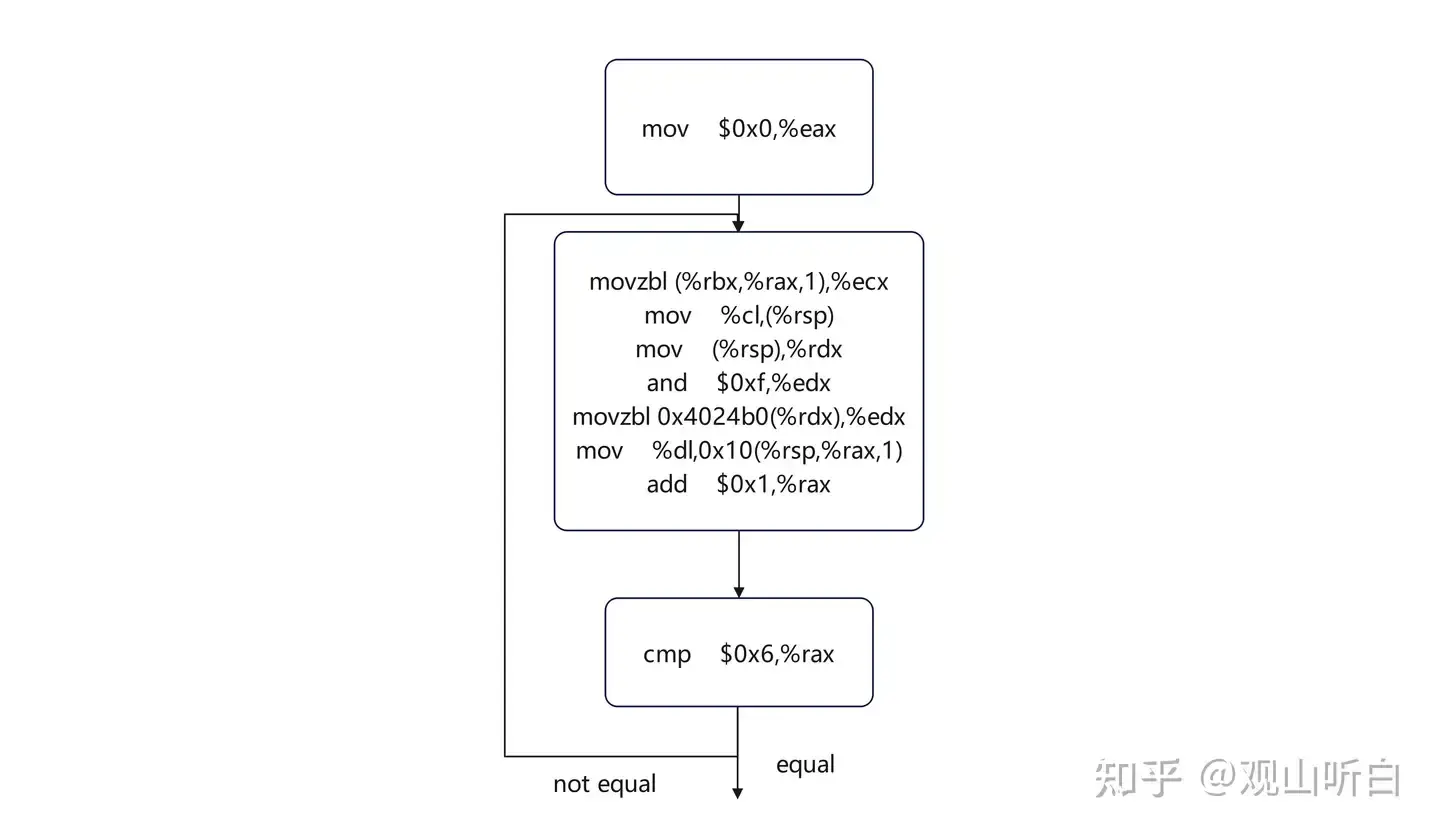 mov $0x0,%eax
movzbl (%rbx,%rax,1),%ecx
mov %cl,(%rsp)
mov (%rsp),%rdx
and $0xf,%edx
movzbl 0x4024b0(%rdx),%edx
mov %dl,0x10(%rsp,%rax,1)
add $0x1,%rax
cmp $0x6,%rax
equal
not equal
知乎 @观山听白